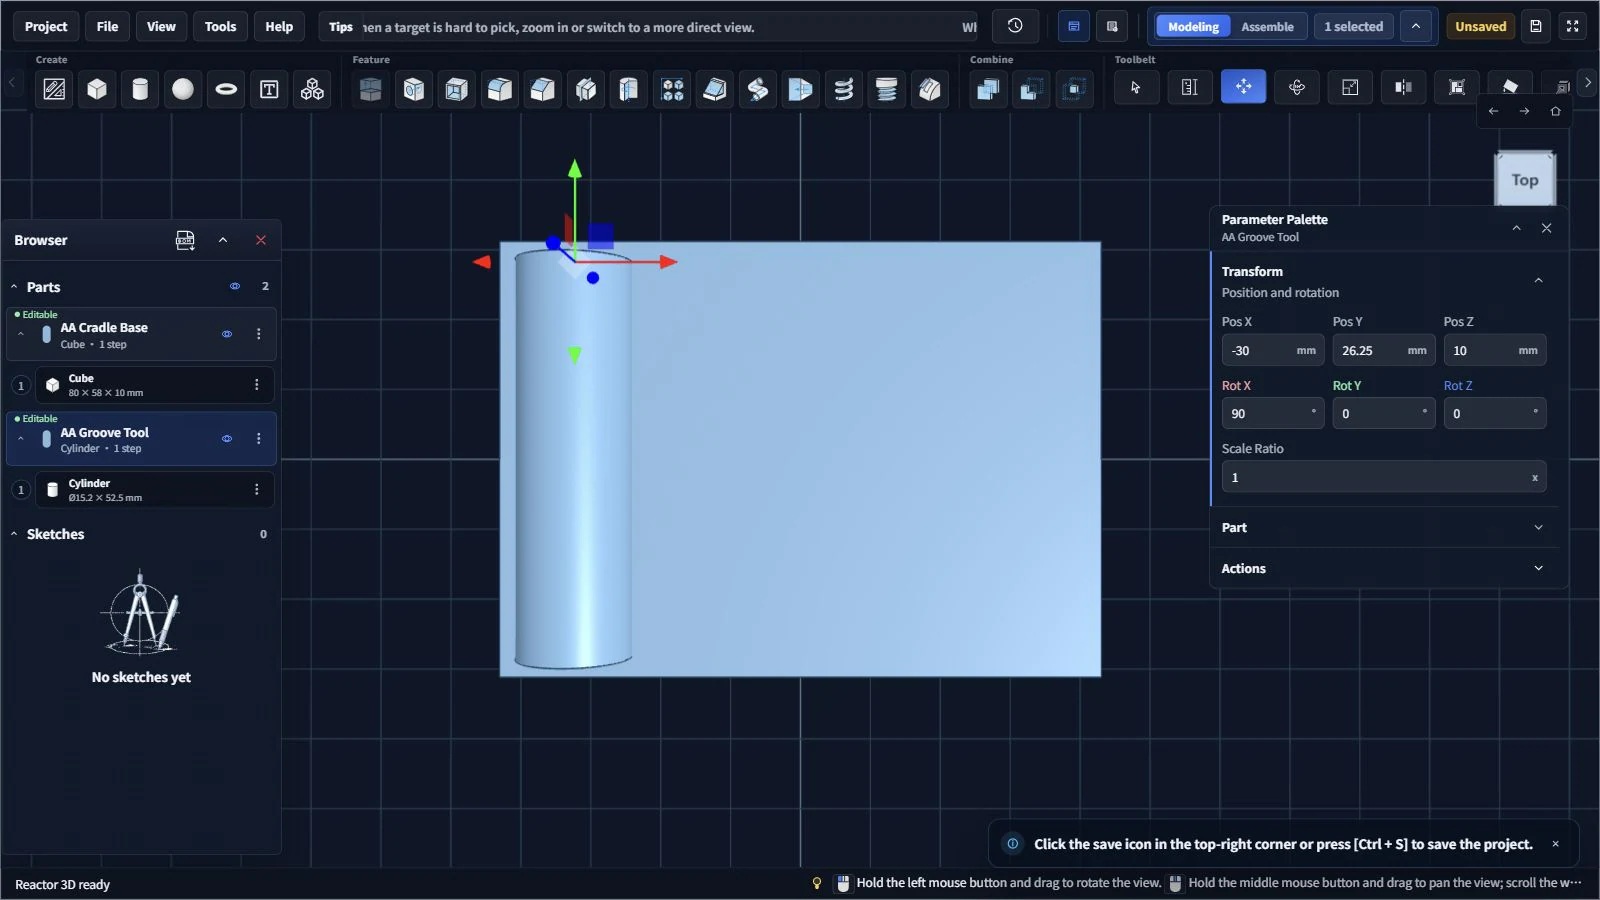 Project
File
View
Tools
Help
Tips
en a target is hard to pick, zoom in or switch to a more direct view.
Wh
Modeling
Assemble
1 selected
Unsaved
Create
Feature
Combine
Toolbelt
Top
Browser
BOM
Parts
2
Editable
AA Cradle Base
Cube • 1 step
1
Cube
80 × 58 × 10 mm
Editable
AA Groove Tool
Cylinder • 1 step
1
Cylinder
Ø15.2 × 52.5 mm
Sketches
0
No sketches yet
Parameter Palette
AA Groove Tool
Transform
Position and rotation
Pos X
Pos Y
Pos Z
-30 mm
26.25 mm
10 mm
Rot X
Rot Y
Rot Z
90 °
0 °
0 °
Scale Ratio
1 x
Part
Actions
Click the save icon in the top-right corner or press [Ctrl + S] to save the project.
Reactor 3D ready
Hold the left mouse button and drag to rotate the view.
Hold the middle mouse button and drag to pan the view; scroll the w···